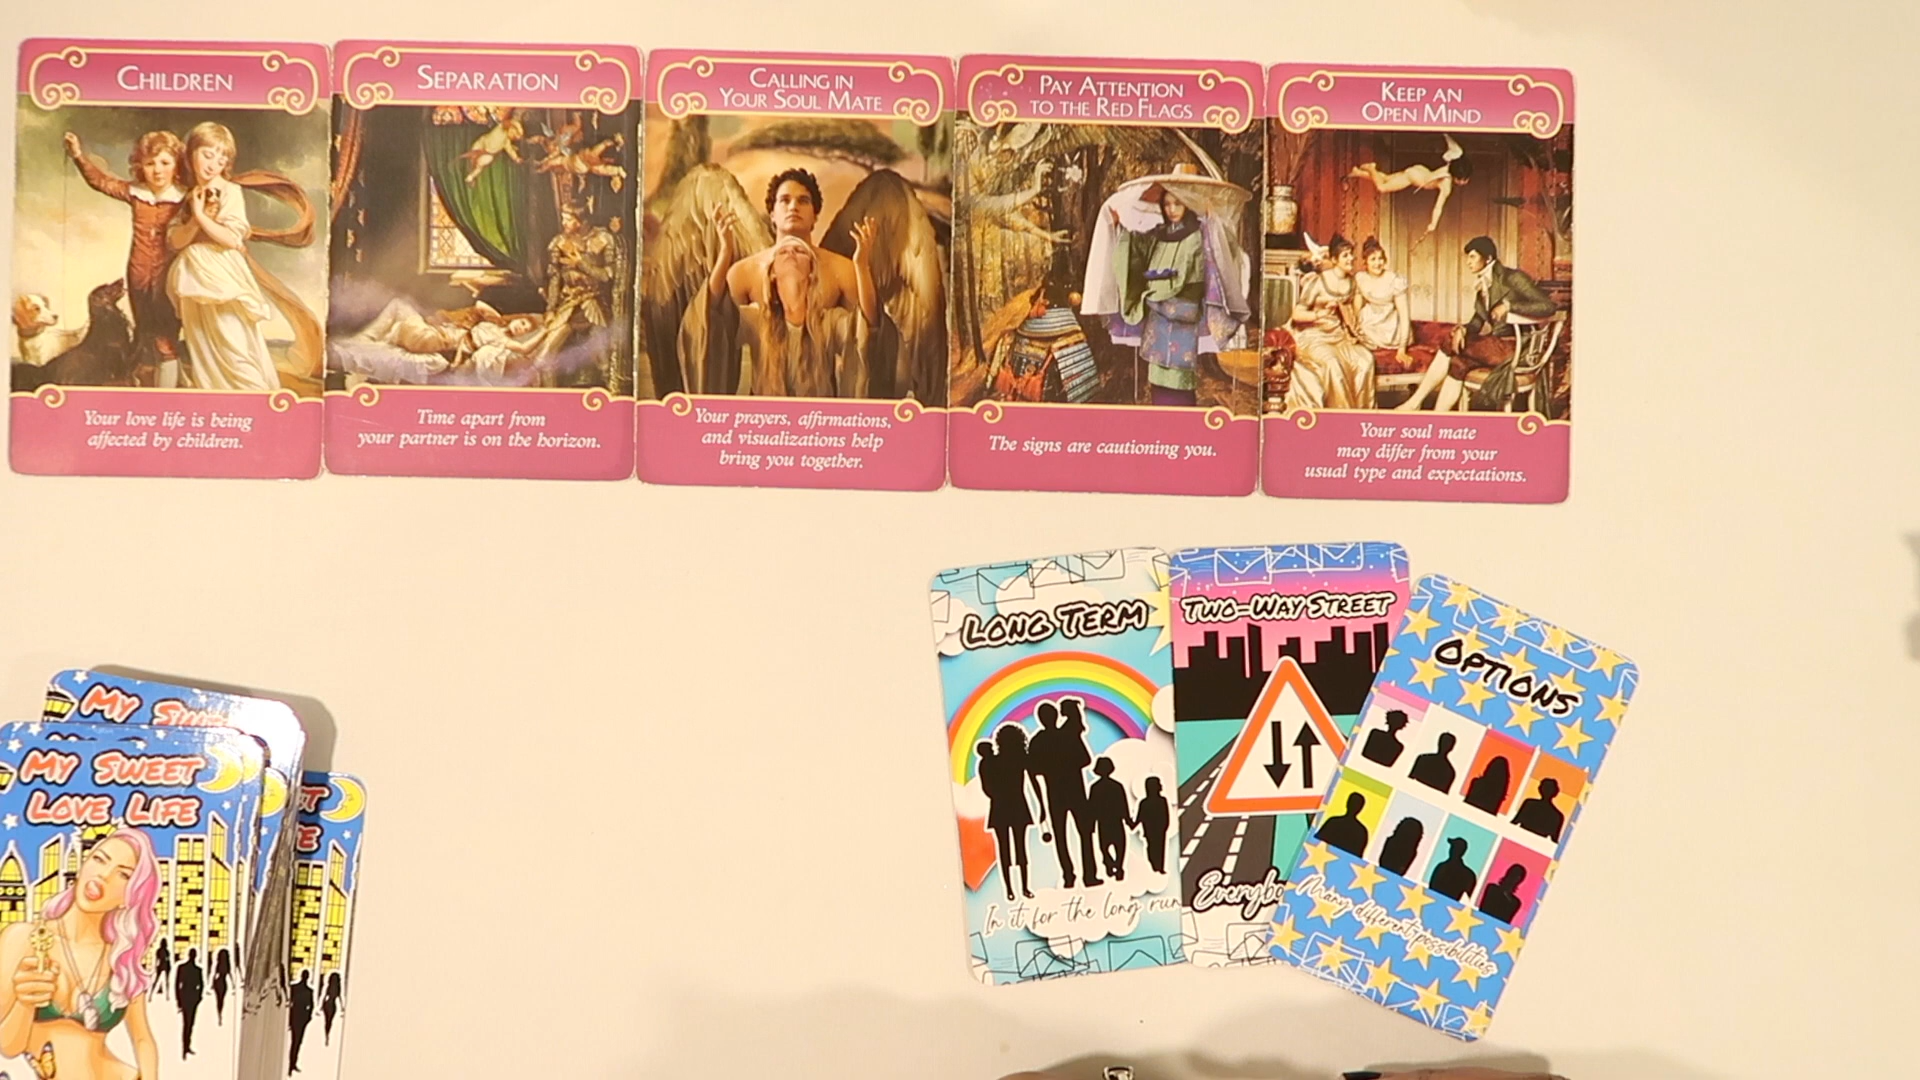 CHILDREN
Your love life is being
affected by children.
SEPARATION
Time apart from
your partner is on the horizon.
CALLING IN
YOUR SOUL MATE
Your prayers, affirmations,
and visualizations help
bring you together.
PAY ATTENTION
TO THE RED FLAGS
The signs are cautioning you.
KEEP AN
OPEN MIND
Your soul mate
may differ from your
usual type and expectations.
LONG TERM
In it for the long run
TWO-WAY STREET
OPTIONS
Many different possibilities
MY
MY SWEET
LOVE LIFE